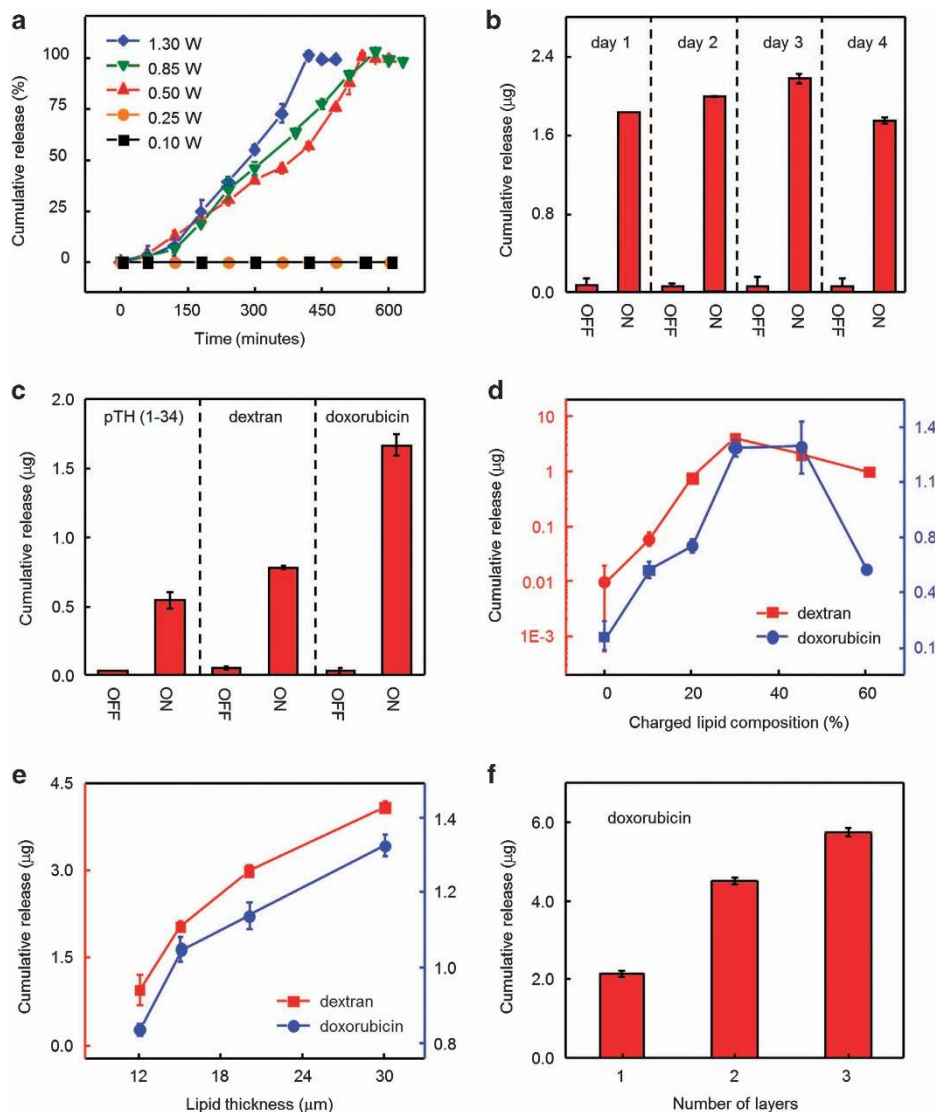 a
Cumulative release (%)
100
75
50
25
0
1.30 W
0.85 W
0.50 W
0.25 W
0.10 W
0 150 300 450 600
Time (minutes)
b
Cumulative release (μg)
2.4
1.6
0.8
0.0
day 1 day 2 day 3 day 4
OFF ON OFF ON OFF ON OFF ON
c
Cumulative release (μg)
2.0
1.5
1.0
0.5
0.0
pTH (1-34) dextran doxorubicin
OFF ON OFF ON OFF ON
d
Cumulative release (μg)
10
1
0.1
0.01
1E-3
1.4
1.1
0.8
0.4
0.1
dextran
doxorubicin
0 20 40 60
Charged lipid composition (%)
Cumulative release (μg)
e
Cumulative release (μg)
4.5
3.0
1.5
0.0
1.4
1.2
1.0
0.8
dextran
doxorubicin
12 18 24 30
Lipid thickness (μm)
f
Cumulative release (μg)
6.0
4.0
2.0
0.0
doxorubicin
1 2 3
Number of layers